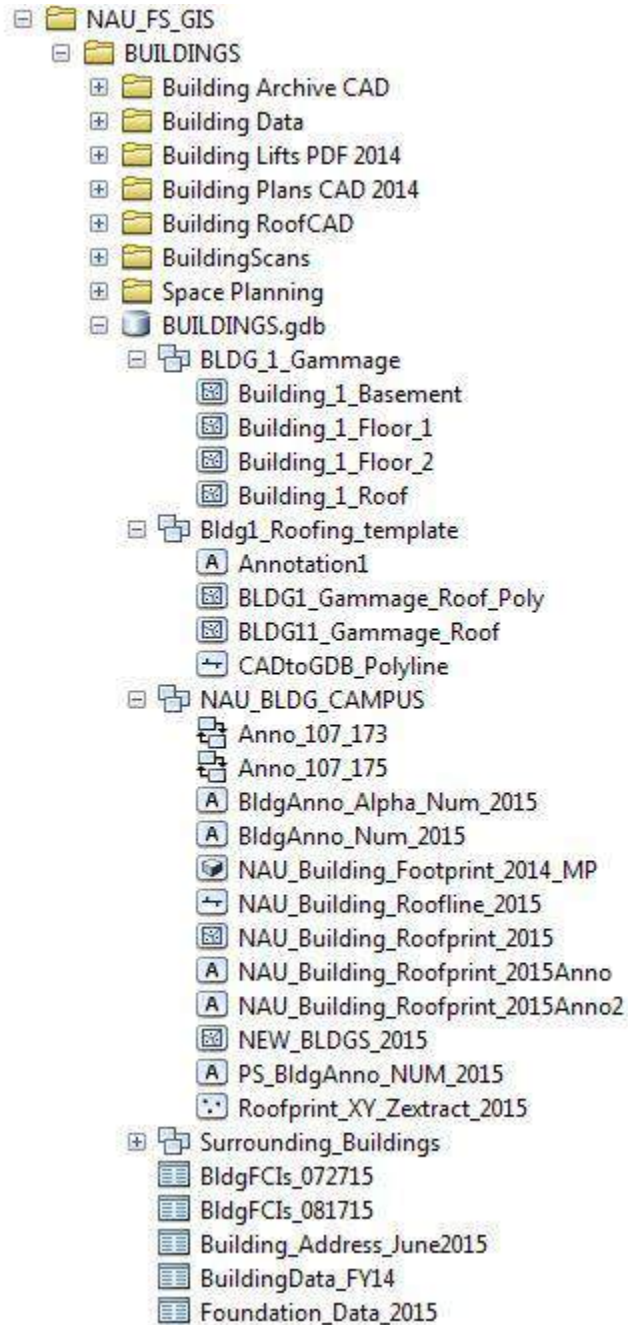 NAU_FS_GIS
BUILDINGS
Building Archive CAD
Building Data
Building Lifts PDF 2014
Building Plans CAD 2014
Building RoofCAD
BuildingScans
Space Planning
BUILDINGS.gdb
BLDG_1_Gammage
Building_1_Basement
Building_1_Floor_1
Building_1_Floor_2
Building_1_Roof
Bldg1_Roofing_template
A Annotation1
BLDG1_Gammage_Roof_Poly
BLDG11_Gammage_Roof
CADtoGDB_Polyline
NAU_BLDG_CAMPUS
Anno_107_173
Anno_107_175
A BldgAnno_Alpha_Num_2015
A BldgAnno_Num_2015
NAU_Building_Footprint_2014_MP
NAU_Building_Roofline_2015
NAU_Building_Roofprint_2015
A NAU_Building_Roofprint_2015Anno
A NAU_Building_Roofprint_2015Anno2
NEW_BLDGS_2015
A PS_BldgAnno_NUM_2015
Roofprint_XY_Zextract_2015
Surrounding_Buildings
BldgFCIs_072715
BldgFCIs_081715
Building_Address_June2015
BuildingData_FY14
Foundation_Data_2015